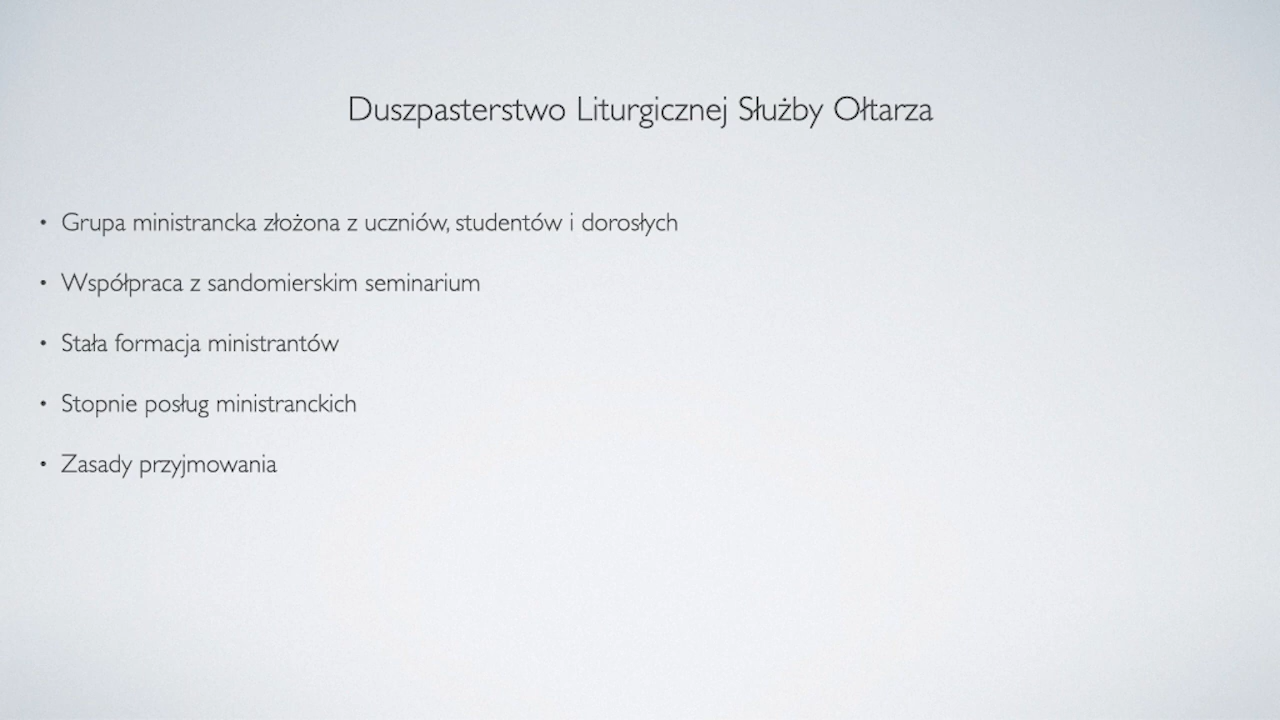 Duszpasterstwo Liturgicznej Służby Ołtarza
• Grupa ministrancka złożona z uczniów, studentów i dorosłych
• Współpraca z sandomierskim seminarium
• Stała formacja ministrantów
• Stopnie posług ministranckich
• Zasady przyjmowania